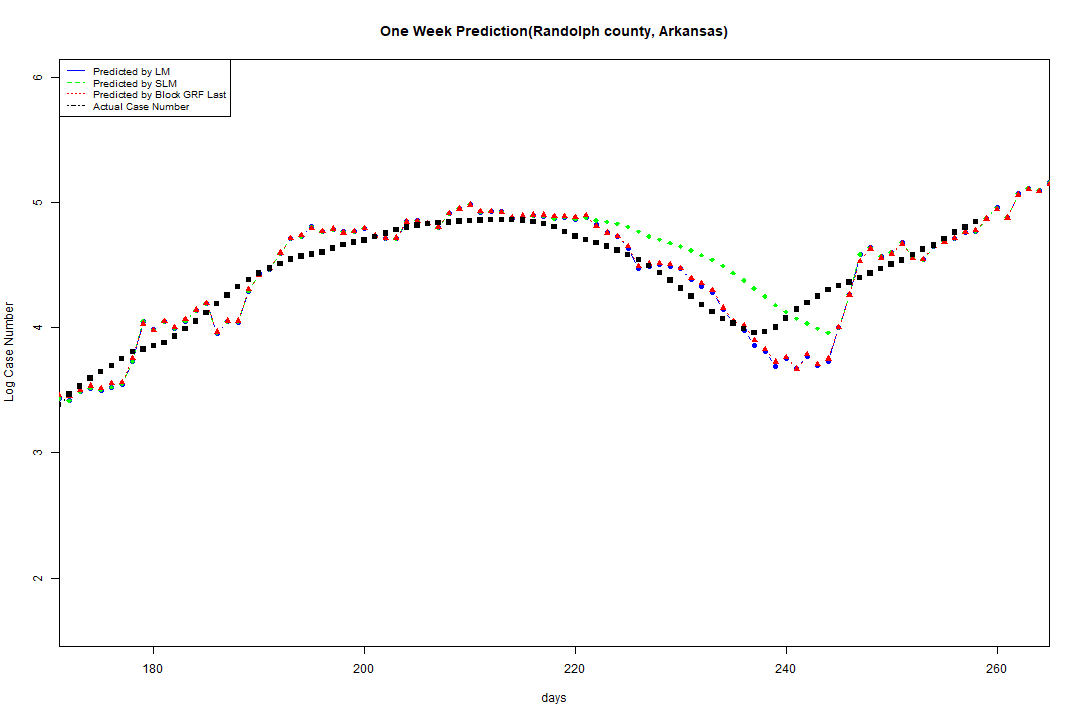 One Week Prediction(Randolph county, Arkansas)
Predicted by LM
Predicted by SLM
Predicted by Block GRF Last
Actual Case Number
6
5
4
3
2
Log Case Number
180
200
220
240
260
days